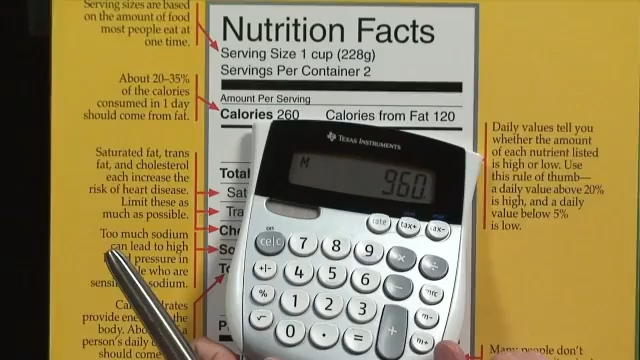 Serving sizes are based
on the amount of food
most people eat at
one time.
About 20–35%
of the calories
consumed in 1 day
should come from fat.
Saturated fat, trans
fat, and cholesterol
each increase the
risk of heart disease.
Limit these as
much as possible.
Too much sodium
can lead to high
pressure in
who are
sodium.
provide
body.
person's daily
should come
Nutrition Facts
Serving Size 1 cup (228g)
Servings Per Container 2
Amount Per Serving
Calories 260 Calories from Fat 120
Daily values tell you
whether the amount
of each nutrient listed
is high or low. Use
this rule of thumb—
a daily value above 20%
is high, and a daily
value below 5%
is low.
Many people don't
TEXAS INSTRUMENTS
M
960
rate tax+ tax-
on
ce|c 7 8 9 × ÷
+|- 4 5 6 − mrc
% 1 2 3 + m-
√ 0 . = m+